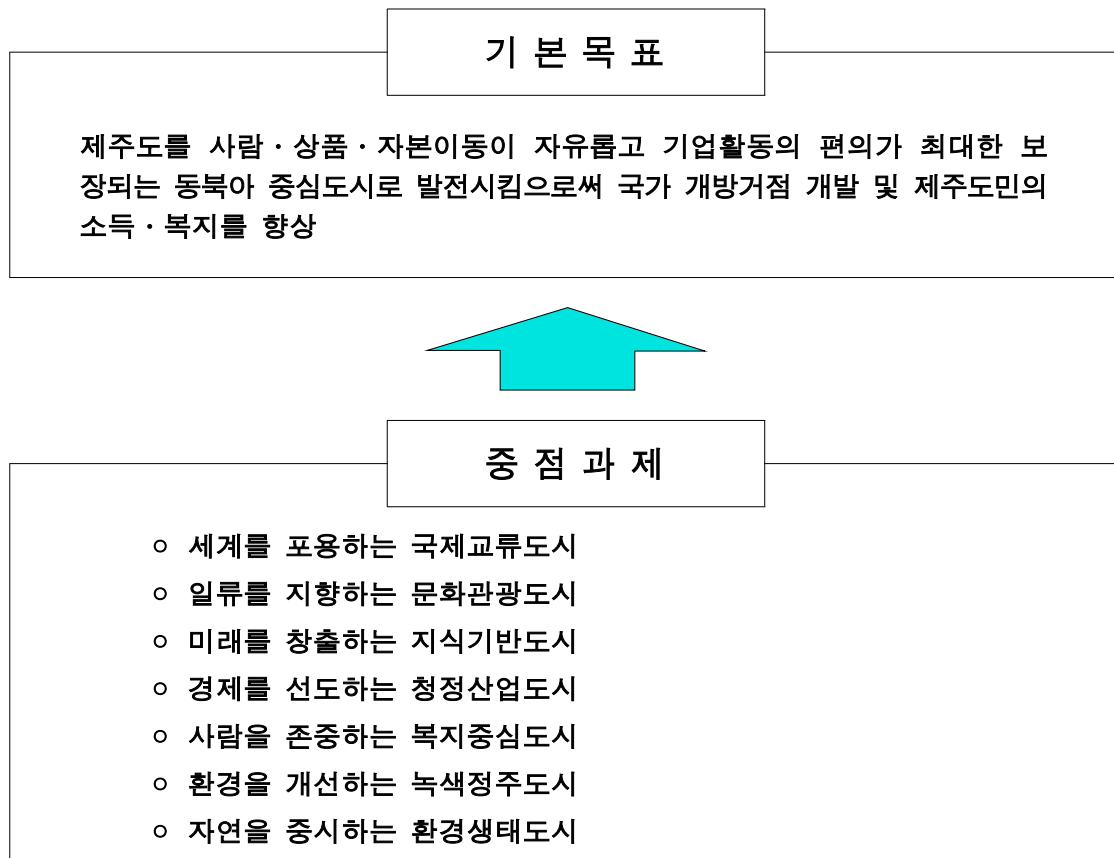 기 본 목 표
제주도를 사람 · 상품 · 자본이동이 자유롭고 기업활동의 편의가 최대한 보
장되는 동북아 중심도시로 발전시킴으로써 국가 개방거점 개발 및 제주도민의
소득 · 복지를 향상
중 점 과 제
ㅇ 세계를 포용하는 국제교류도시
ㅇ 일류를 지향하는 문화관광도시
ㅇ 미래를 창출하는 지식기반도시
ㅇ 경제를 선도하는 청정산업도시
ㅇ 사람을 존중하는 복지중심도시
ㅇ 환경을 개선하는 녹색정주도시
ㅇ 자연을 중시하는 환경생태도시